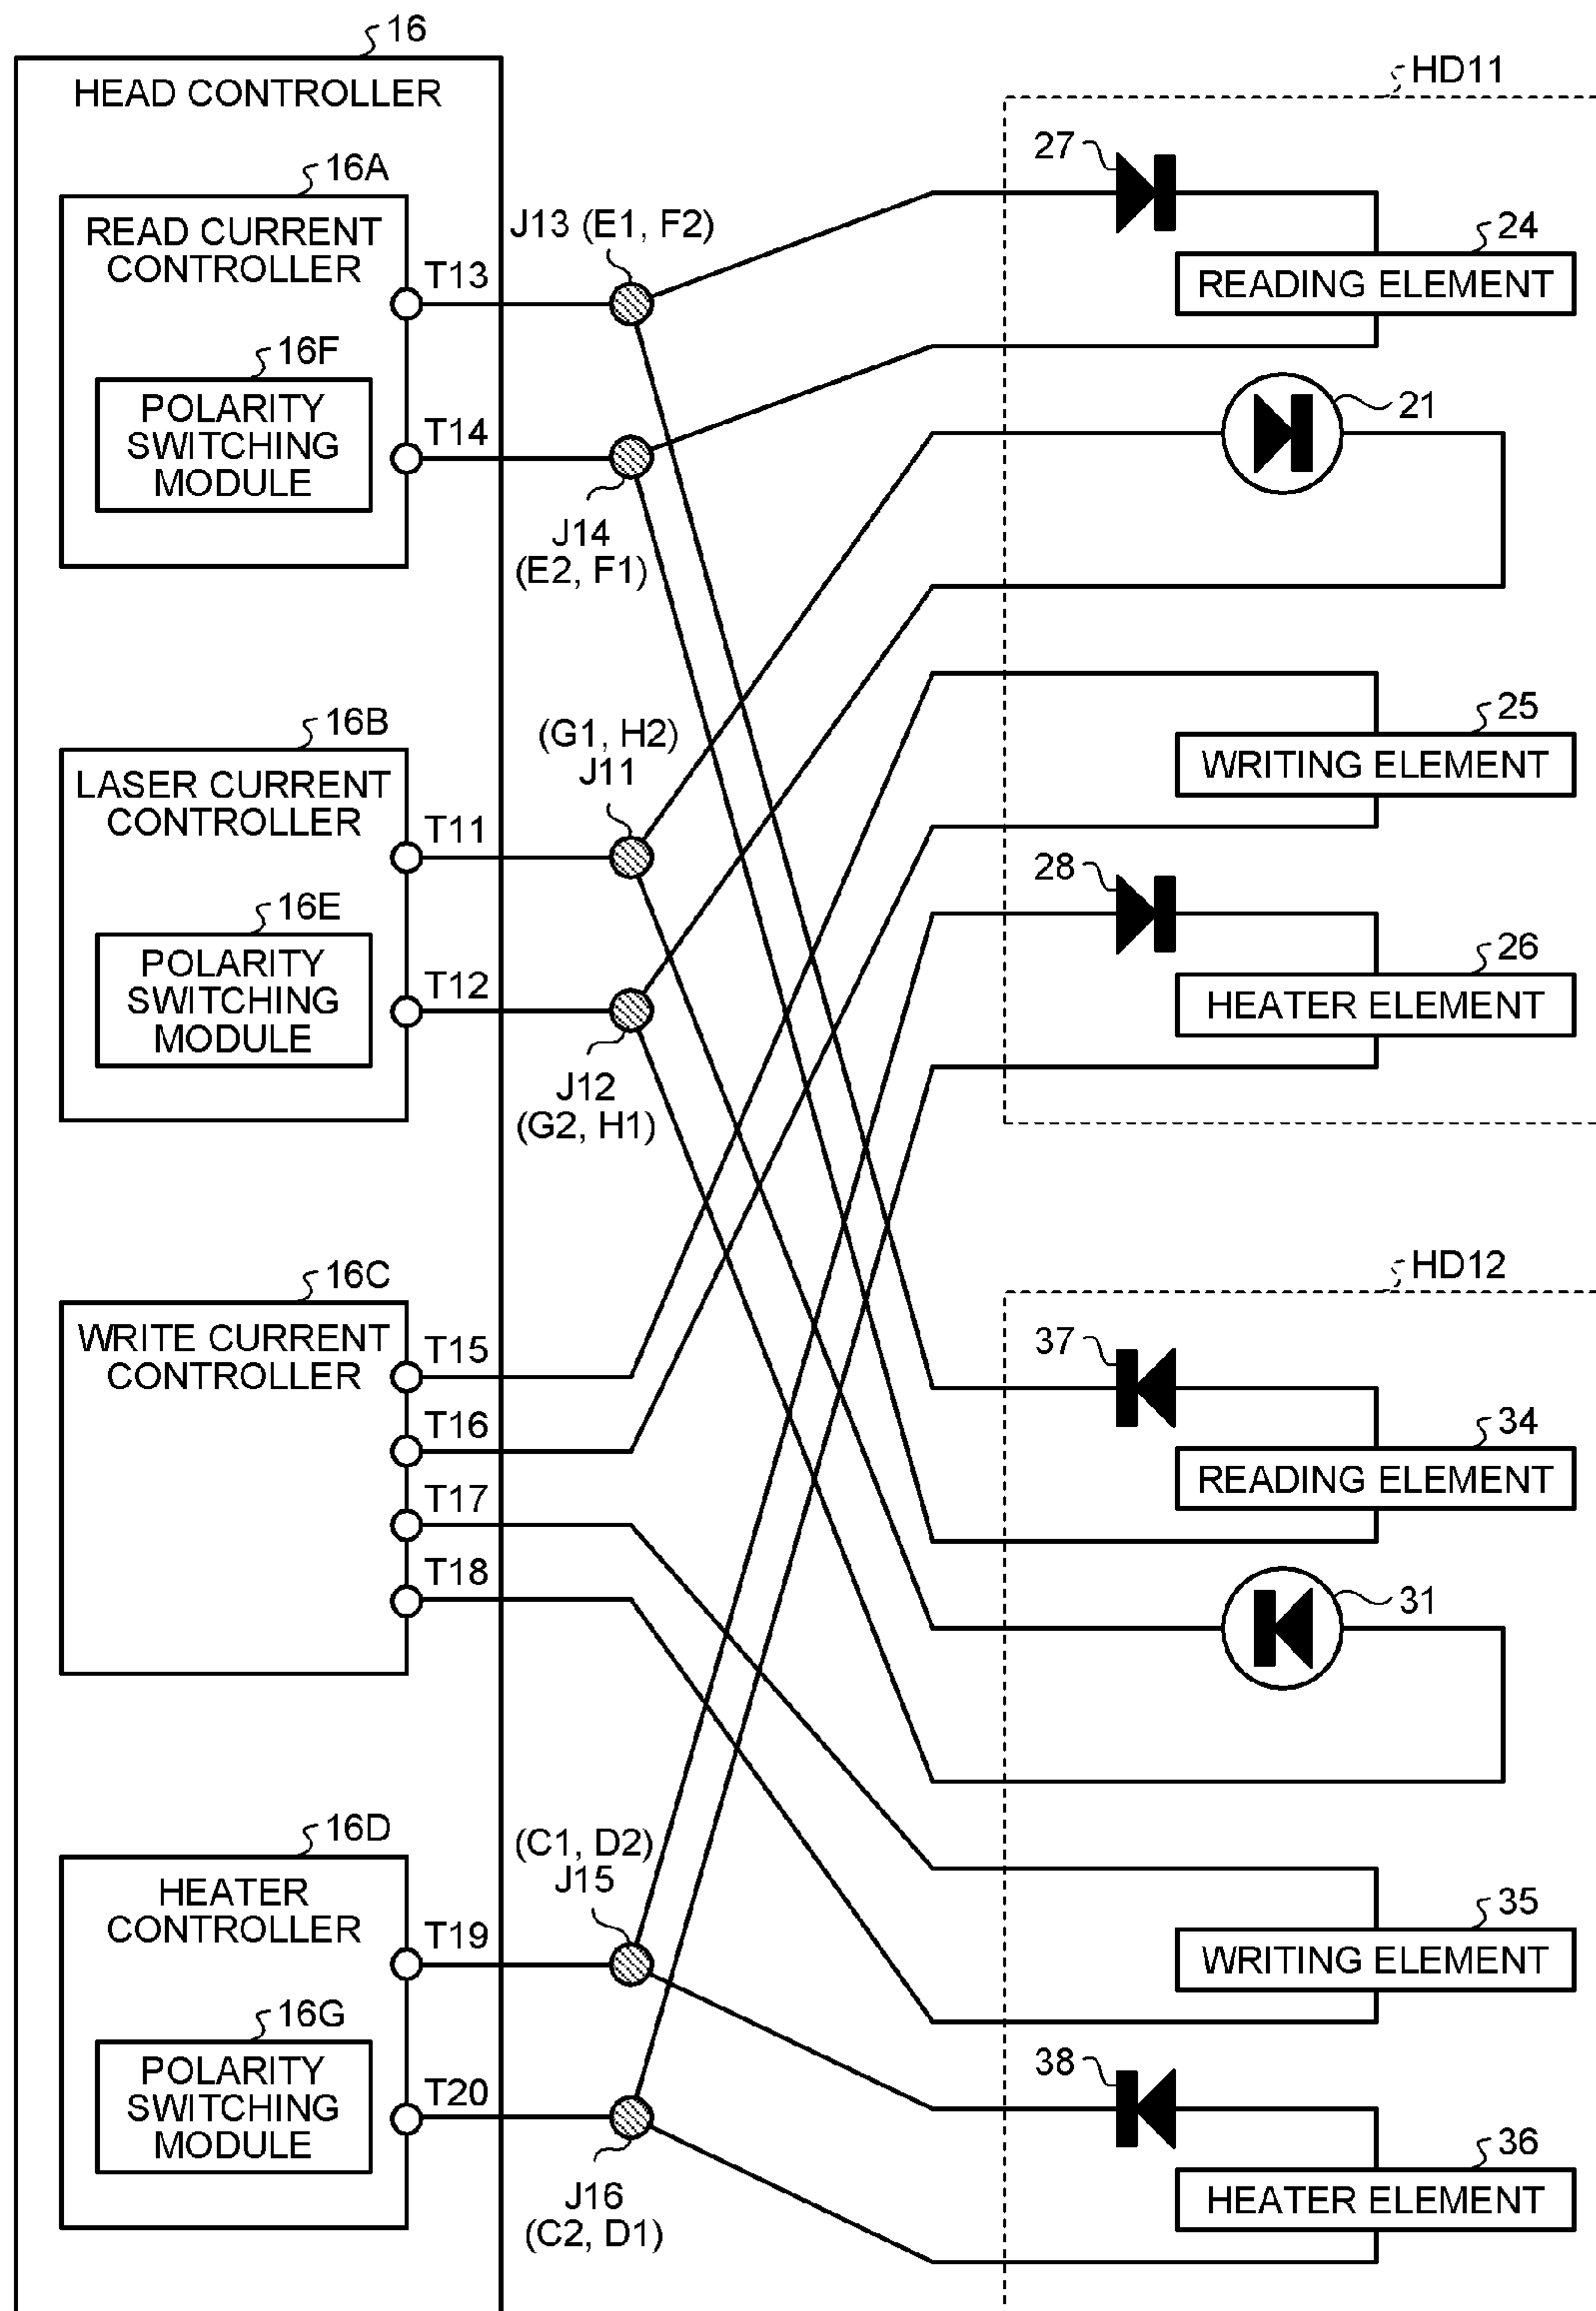 16
HEAD CONTROLLER
16A
READ CURRENT
CONTROLLER
T13
16F
POLARITY
SWITCHING
MODULE
T14
J13 (E1, F2)
J14
(E2, F1)
16B
LASER CURRENT
CONTROLLER
T11
16E
POLARITY
SWITCHING
MODULE
T12
(G1, H2)
J11
J12
(G2, H1)
16C
WRITE CURRENT
CONTROLLER
T15
T16
T17
T18
16D
HEATER
CONTROLLER
T19
16G
POLARITY
SWITCHING
MODULE
T20
(C1, D2)
J15
J16
(C2, D1)
HD11
27
24
READING ELEMENT
21
25
WRITING ELEMENT
28
26
HEATER ELEMENT
HD12
37
34
READING ELEMENT
31
35
WRITING ELEMENT
38
36
HEATER ELEMENT